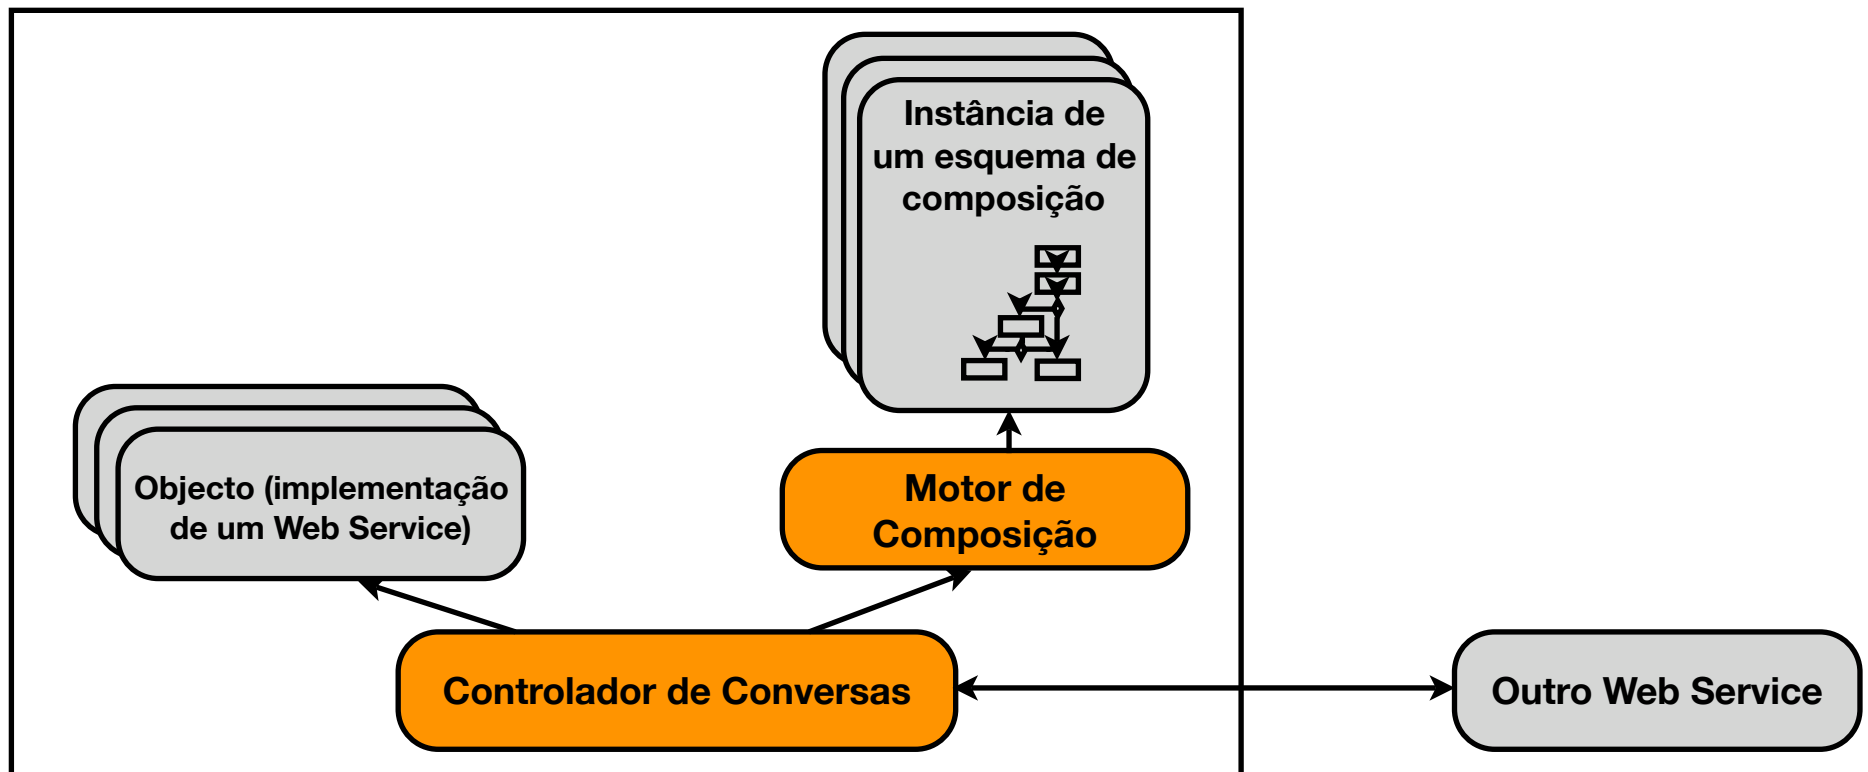 Instância de
um esquema de
composição
Objecto (implementação
de um Web Service)
Motor de
Composição
Controlador de Conversas
Outro Web Service